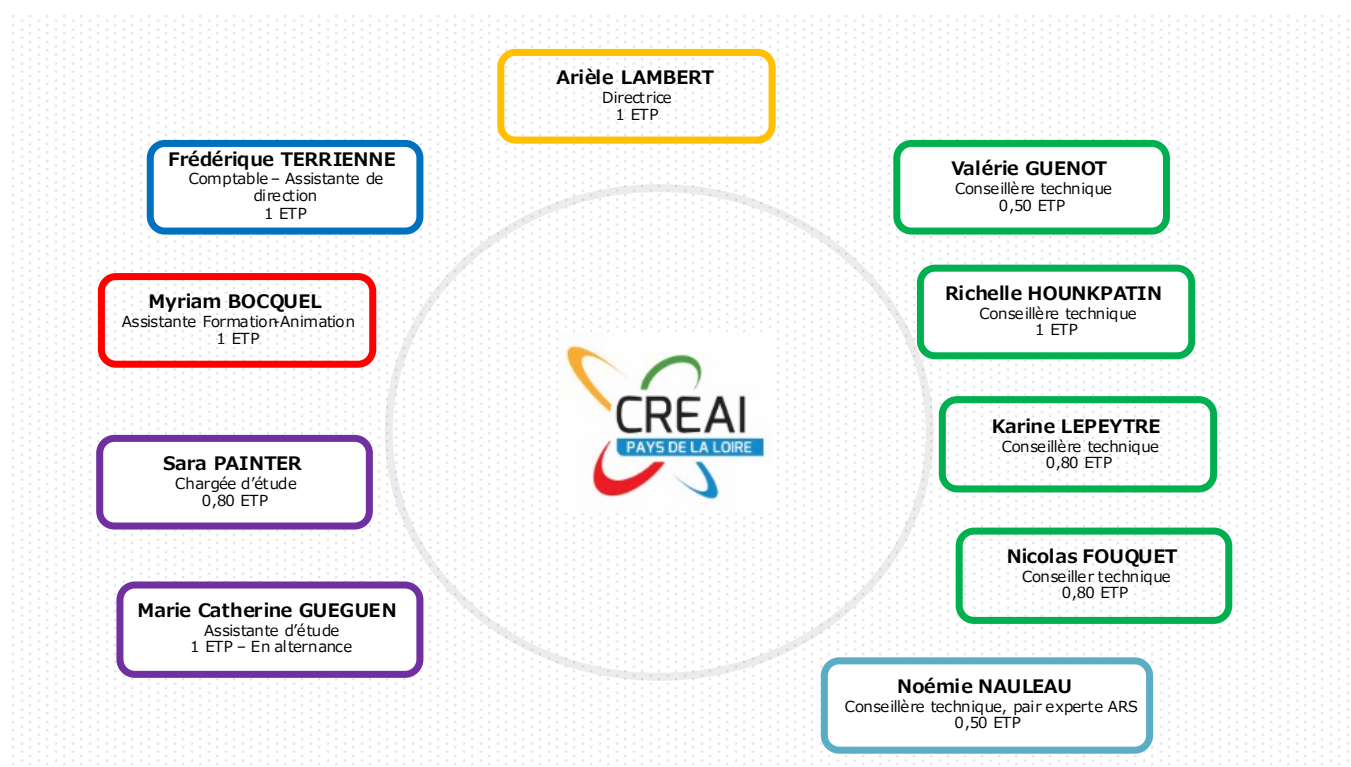 Arièle LAMBERT
Directrice
1 ETP
Frédérique TERRIENNE
Comptable – Assistante de
direction
1 ETP
Valérie GUENOT
Conseillère technique
0,50 ETP
Myriam BOCQUEL
Assistante Formation-Animation
1 ETP
Richelle HOUNKPATIN
Conseillère technique
1 ETP
CREAI
PAYS DE LA LOIRE
Karine LEPEYTRE
Conseillère technique
0,80 ETP
Sara PAINTER
Chargée d’étude
0,80 ETP
Nicolas FOUQUET
Conseiller technique
0,80 ETP
Marie Catherine GUEGUEN
Assistante d’étude
1 ETP – En alternance
Noémie NAULEAU
Conseillère technique, pair experte ARS
0,50 ETP